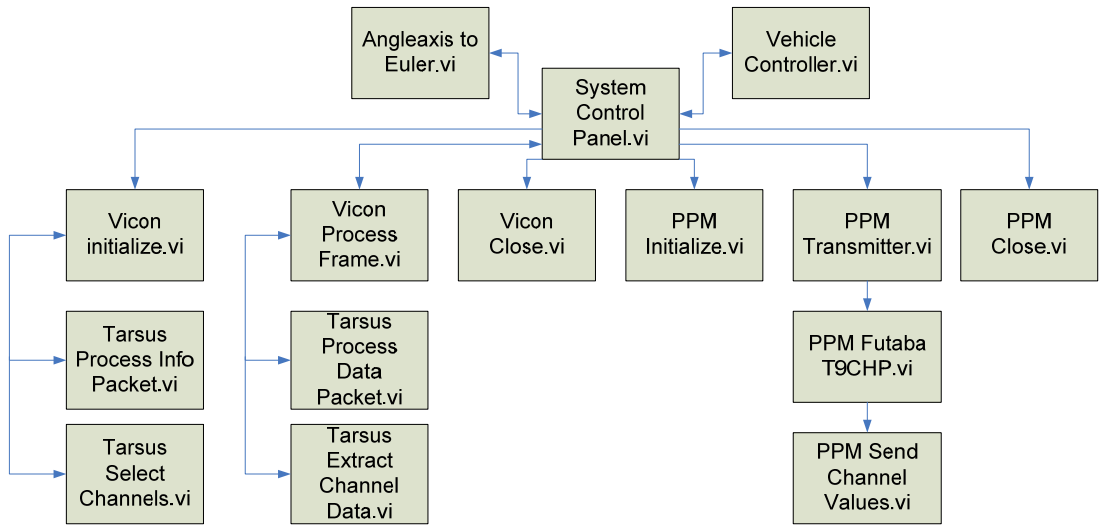 Angleaxis to
Euler.vi
Vehicle
Controller.vi
System
Control
Panel.vi
Vicon
initialize.vi
Vicon
Process
Frame.vi
Vicon
Close.vi
PPM
Initialize.vi
PPM
Transmitter.vi
PPM
Close.vi
Tarsus
Process Info
Packet.vi
Tarsus
Process
Data
Packet.vi
PPM Futaba
T9CHP.vi
Tarsus
Select
Channels.vi
Tarsus
Extract
Channel
Data.vi
PPM Send
Channel
Values.vi